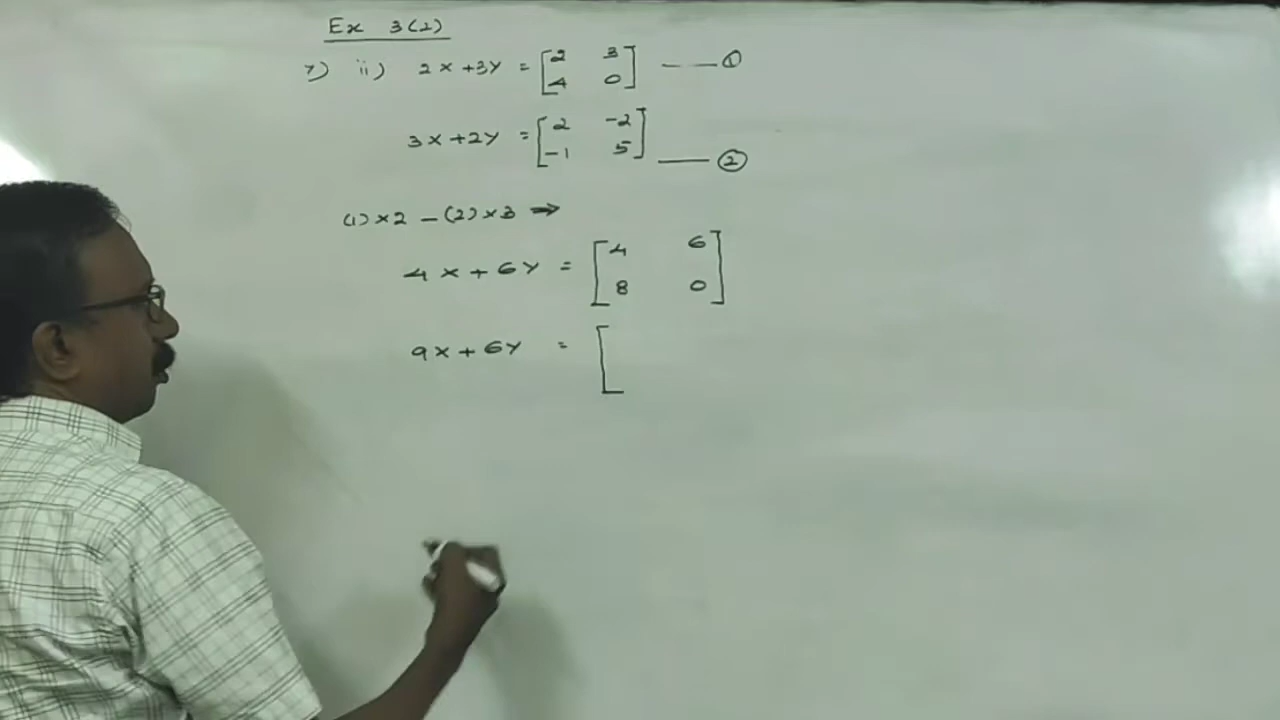 Ex 3(2)
7) ii) 2x+3y = [2 3 —— ①
4 0]
3x+2y = [2 -2
-1 5] —— ②
(1)×2 - (2)×3 →
4x+6y = [4 6
8 0]
9x+6y = [